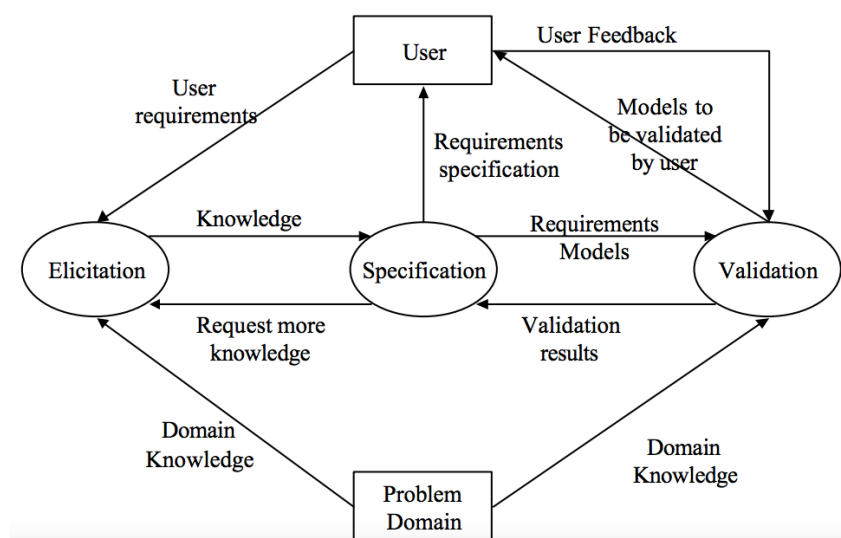 User
User Feedback
User
requirements
Models to
be validated
by user
Requirements
specification
Knowledge
Requirements
Models
Elicitation
Specification
Validation
Request more
knowledge
Validation
results
Domain
Knowledge
Domain
Knowledge
Problem
Domain